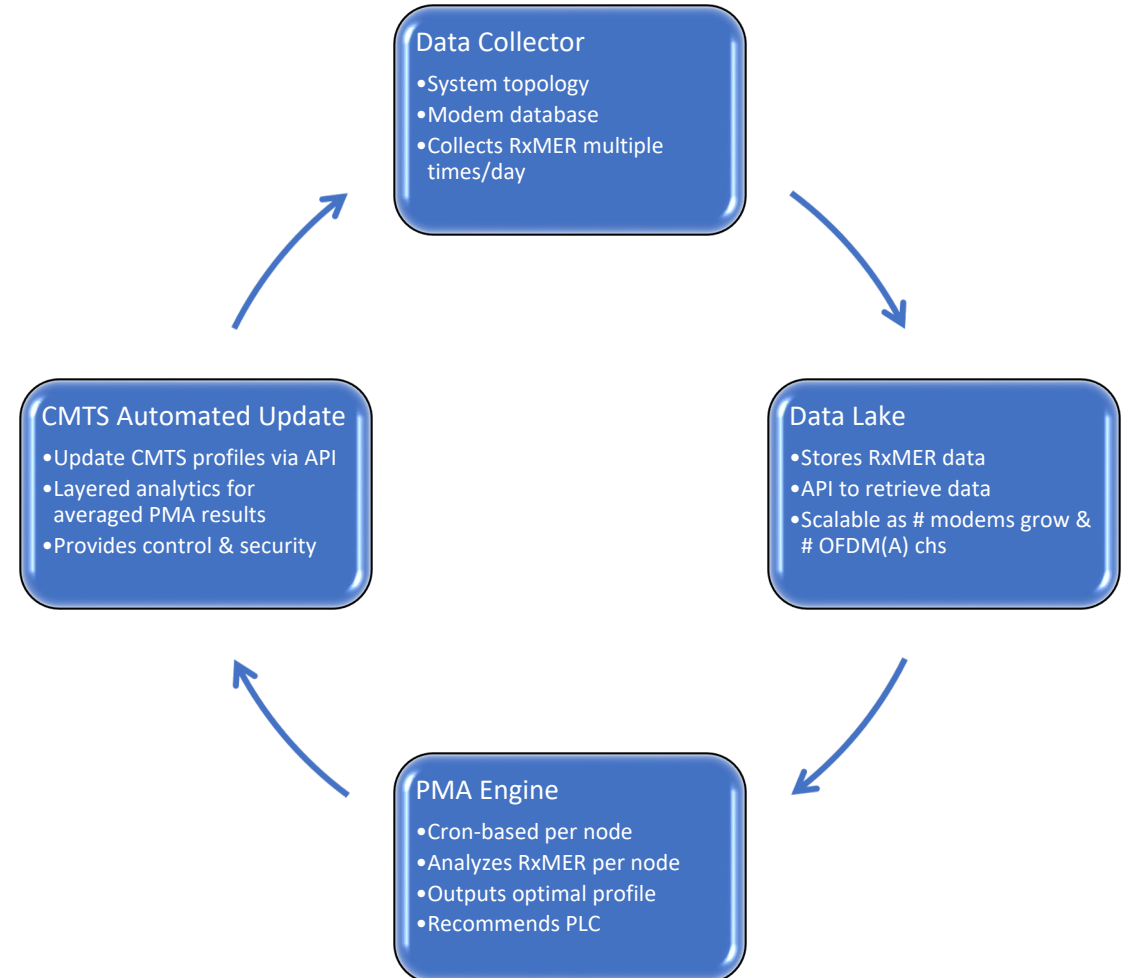 Data Collector
•System topology
•Modem database
•Collects RxMER multiple
times/day
CMTS Automated Update
•Update CMTS profiles via API
•Layered analytics for
averaged PMA results
•Provides control & security
Data Lake
•Stores RxMER data
•API to retrieve data
•Scalable as # modems grow &
# OFDM(A) chs
PMA Engine
•Cron-based per node
•Analyzes RxMER per node
•Outputs optimal profile
•Recommends PLC